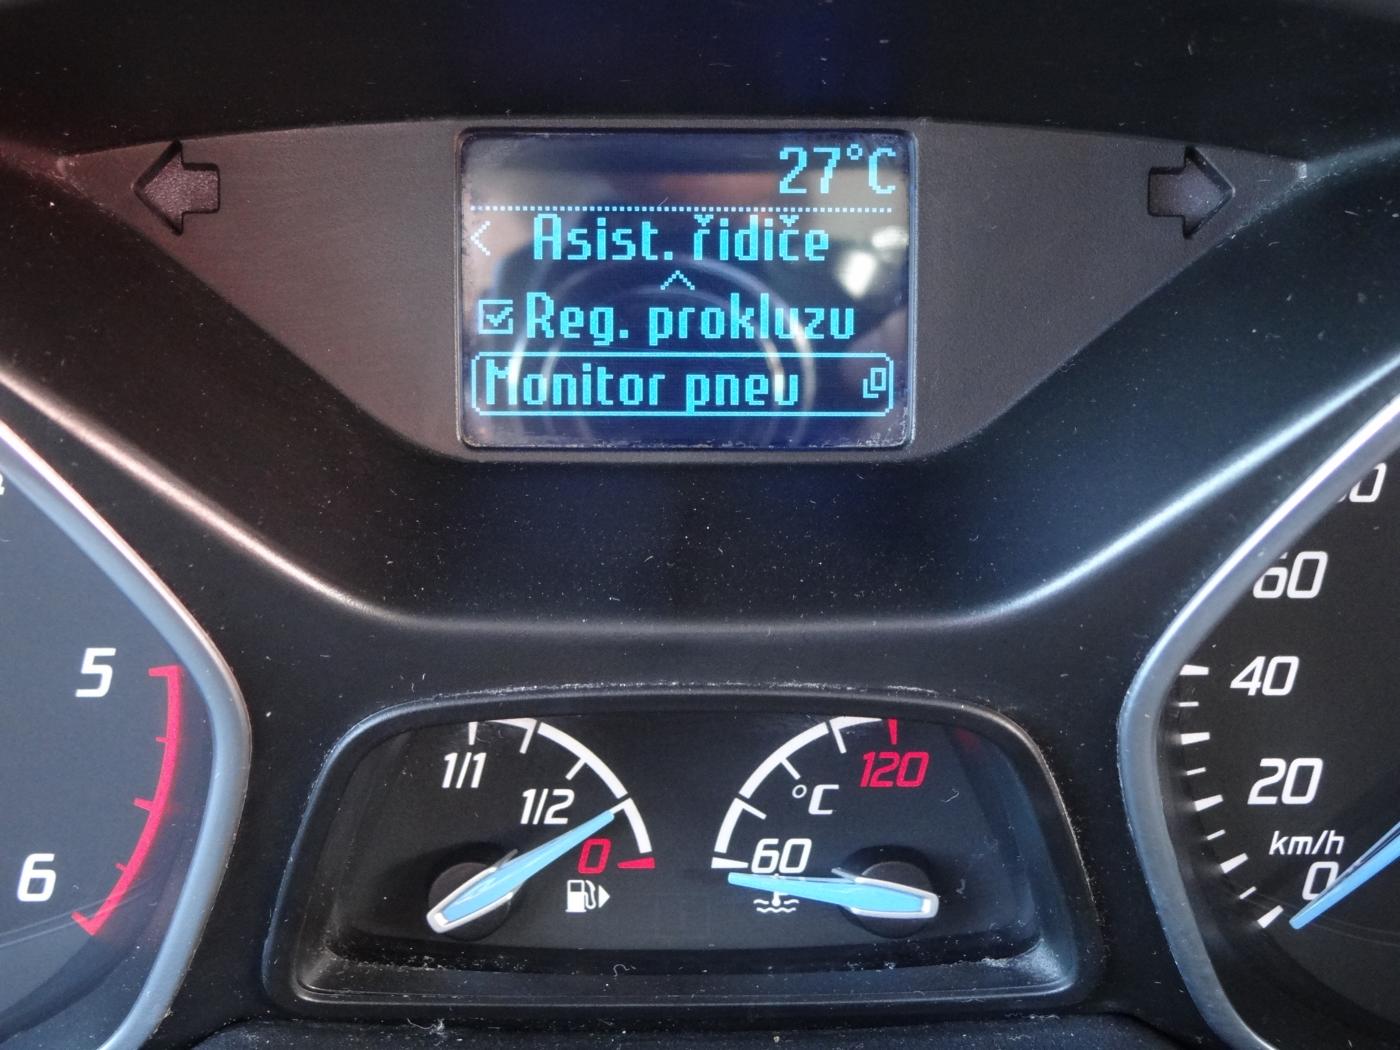 27°C
< Asist. řidiče
Reg. prokluzu
Monitor pneu
5
6
1/1
1/2
0
120
°C
60
60
40
20
km/h
0